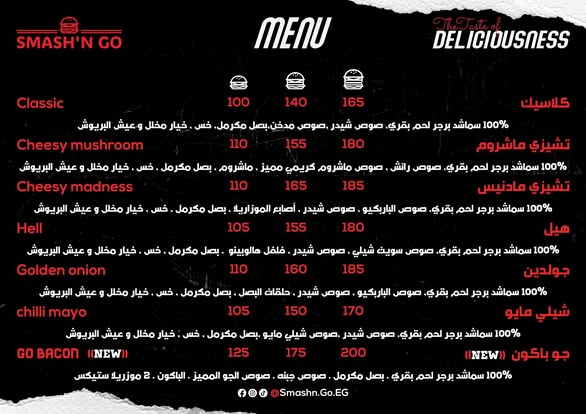 SMASH'N GO
MENU
The Taste of
DELICIOUSNESS
Classic 100 140 165 كلاسيك
100% سماشد برجر لحم بقري، صوص شيدر ,صوص مدخن,بصل مكرمل, خس , خيار مخلل و عيش البريوش
Cheesy mushroom 110 155 180 تشيزي ماشروم
100% سماشد برجر لحم بقري، صوص رانش , صوص ماشروم كريمي مميز , ماشروم , بصل مكرمل , خس , خيار مخلل و عيش البريوش
Cheesy madness 110 165 185 تشيزي مادنيس
100% سماشد برجر لحم بقري، صوص الباربكيو , صوص شيدر , أصابع الموزاريلا , بصل مكرمل , خس , خيار مخلل و عيش البريوش
Hell 105 155 180 هيل
100% سماشد برجر لحم بقري، صوص سويت شيلي , صوص شيدر , فلفل هالوبينو , بصل مكرمل , خس , خيار مخلل و عيش البريوش
Golden onion 110 160 185 جولدين
100% سماشد برجر لحم بقري، صوص الباربكيو , صوص شيدر , حلقات البصل , بصل مكرمل , خس , خيار مخلل و عيش البريوش
chilli mayo 105 150 170 شيلي مايو
100% سماشد برجر لحم بقري، صوص شيدر، صوص شيلي مايو ,بصل مكرمل , خس , خيار مخلل و عيش البريوش
GO BACON ((NEW)) 125 175 200 جو باكون ((NEW))
100% سماشد برجر لحم بقري , بصل مكرمل , خس , صوص جبنه , صوص الجو المميز , الباكون , 2 موزريلا ستيكس
@Smashn.Go.EG